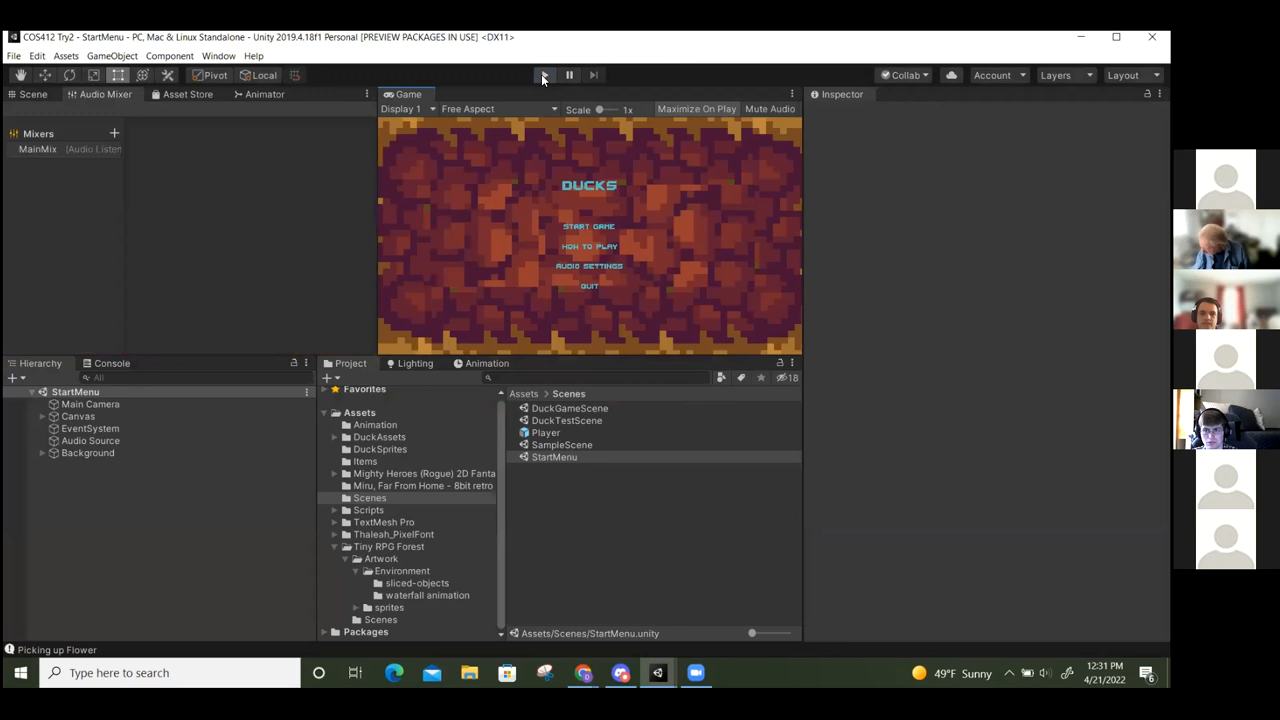 COS412 Try2 - StartMenu - PC, Mac & Linux Standalone - Unity 2019.4.18f1 Personal [PREVIEW PACKAGES IN USE] <DX11>
File Edit Assets GameObject Component Window Help
Pivot Local Collab Account Layers Layout
Scene Audio Mixer Asset Store Animator
Mixers
MainMix (Audio Listen
Game
Display 1 Free Aspect Scale 1x Maximize On Play Mute Audio
DUCKS
START GAME
HOW TO PLAY
AUDIO SETTINGS
QUIT
Inspector
Hierarchy Console
All
StartMenu
Main Camera
Canvas
EventSystem
Audio Source
Background
Project Lighting Animation
18
Favorites
Assets
Animation
DuckAssets
DuckSprites
Items
Mighty Heroes (Rogue) 2D Fanta
Miru, Far From Home - 8bit retro
Scenes
Scripts
TextMesh Pro
Thaleah_PixelFont
Tiny RPG Forest
Artwork
Environment
sliced-objects
waterfall animation
sprites
Scenes
Packages
Assets Scenes
DuckGameScene
DuckTestScene
Player
SampleScene
StartMenu
Assets/Scenes/StartMenu.unity
Picking up Flower
Type here to search
49°F Sunny
12:31 PM
4/21/2022
6